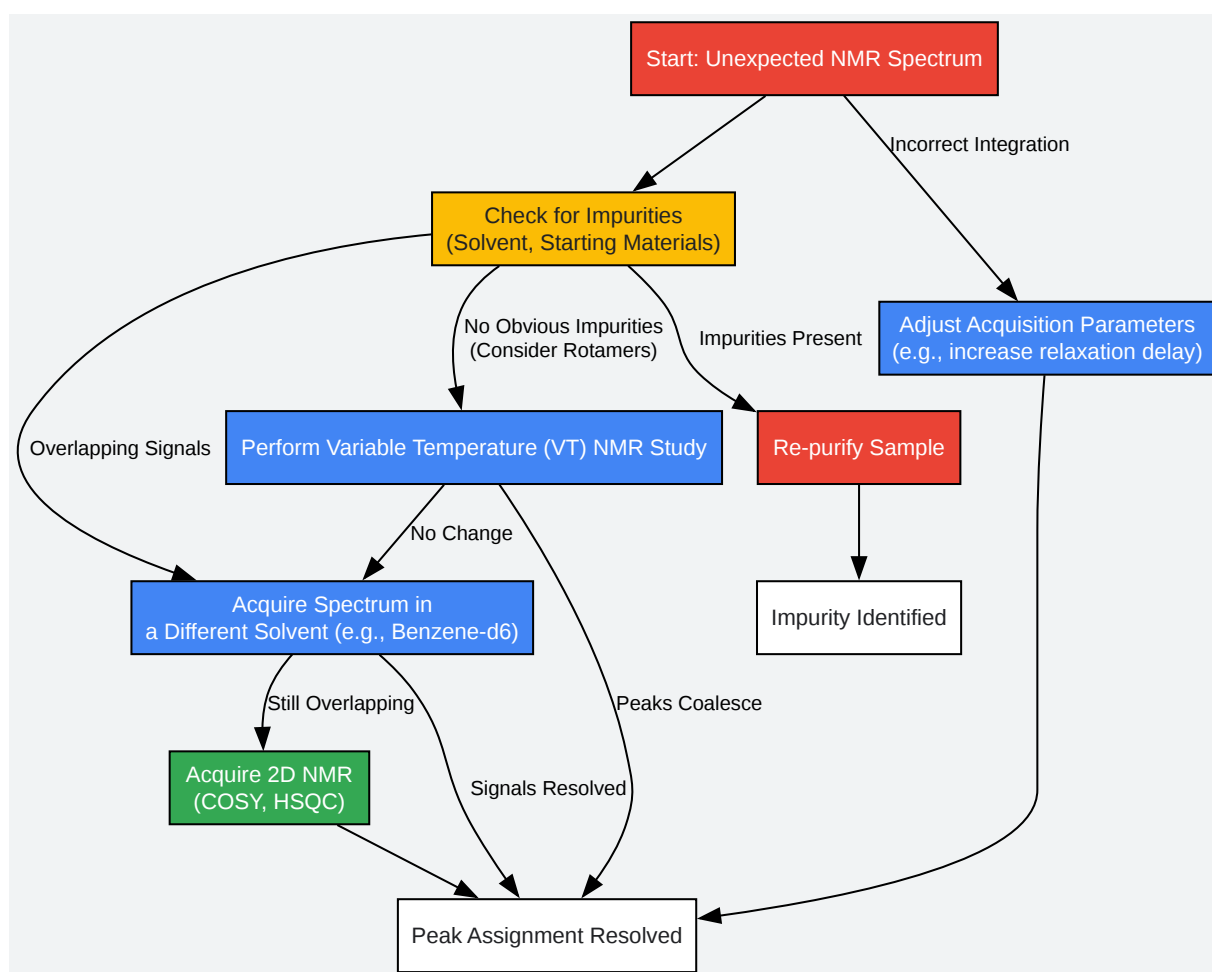 Start: Unexpected NMR Spectrum
Incorrect Integration
Check for Impurities
(Solvent, Starting Materials)
No Obvious Impurities
(Consider Rotamers)
Impurities Present
Adjust Acquisition Parameters
(e.g., increase relaxation delay)
Overlapping Signals
Perform Variable Temperature (VT) NMR Study
Re-purify Sample
No Change
Acquire Spectrum in
a Different Solvent (e.g., Benzene-d6)
Impurity Identified
Still Overlapping
Peaks Coalesce
Acquire 2D NMR
(COSY, HSQC)
Signals Resolved
Peak Assignment Resolved